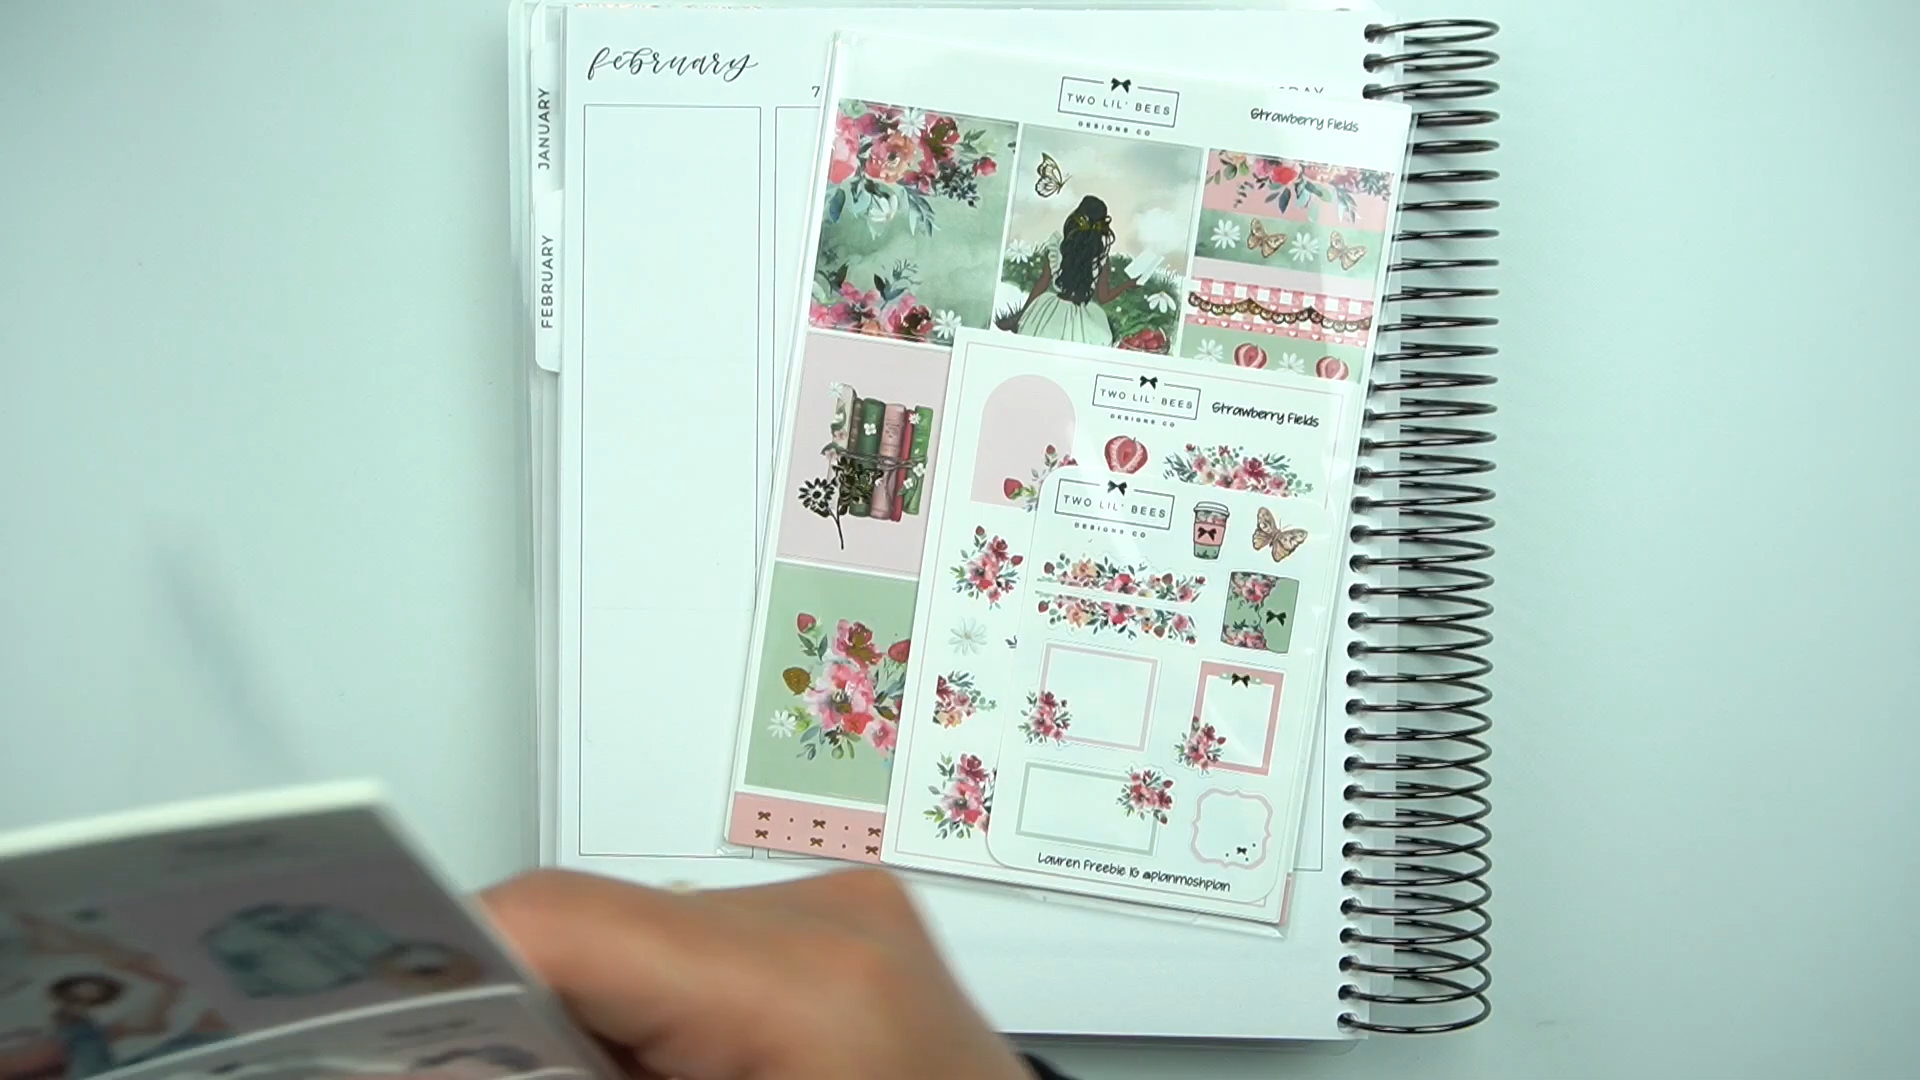 february
JANUARY
FEBRUARY
7
TWO LIL' BEES
DESIGNS CO
Strawberry Fields
TWO LIL' BEES
DESIGNS CO
Strawberry Fields
TWO LIL' BEES
DESIGNS CO
Lauren Freebie IG @planmoshplan